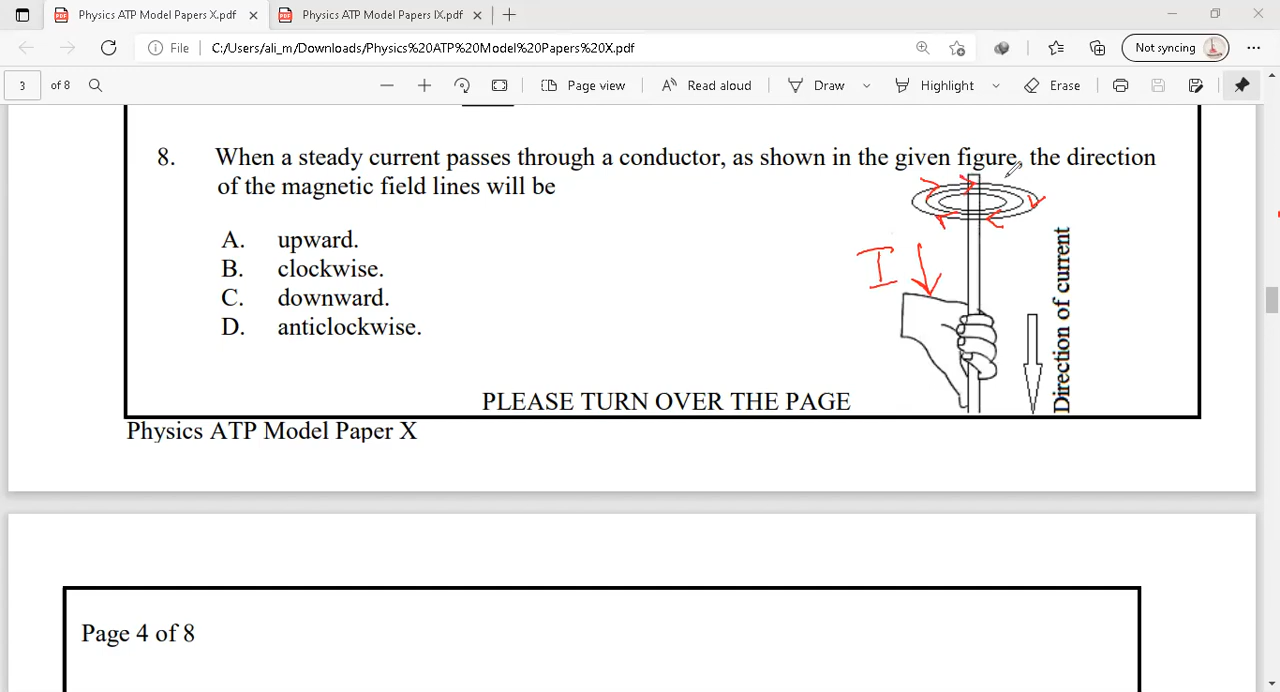 Physics ATP Model Papers X.pdf
Physics ATP Model Papers IX.pdf
File C:/Users/ali_m/Downloads/Physics%20ATP%20Model%20Papers%20X.pdf
Not syncing
3 of 8
Page view
Read aloud
Draw
Highlight
Erase
8. When a steady current passes through a conductor, as shown in the given figure, the direction
of the magnetic field lines will be
A. upward.
B. clockwise.
C. downward.
D. anticlockwise.
I
Direction of current
PLEASE TURN OVER THE PAGE
Physics ATP Model Paper X
Page 4 of 8